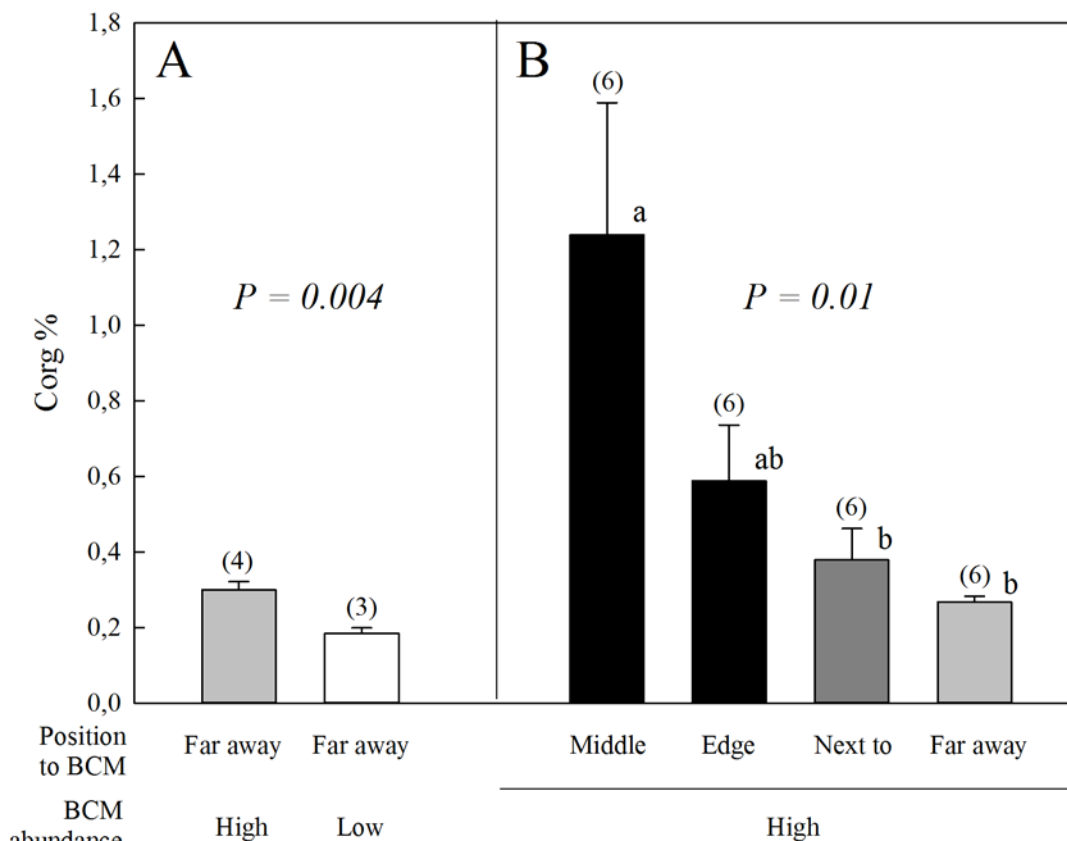 1,8
1,6
1,4
1,2
1,0
0,8
0,6
0,4
0,2
0,0
Corg %
A
P = 0.004
(4)
(3)
B
P = 0.01
(6)
a
(6)
ab
(6)
b
(6)
b
Position
to BCM
Far away Far away Middle Edge Next to Far away
BCM
abundance
High Low High